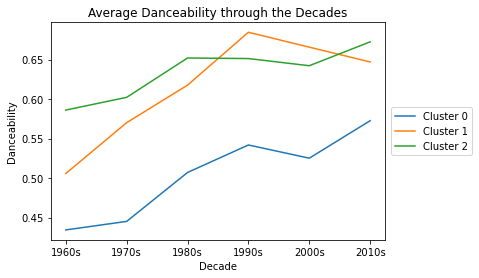 Average Danceability through the Decades
Danceability
0.65
0.60
0.55
0.50
0.45
1960s 1970s 1980s 1990s 2000s 2010s
Decade
Cluster 0
Cluster 1
Cluster 2